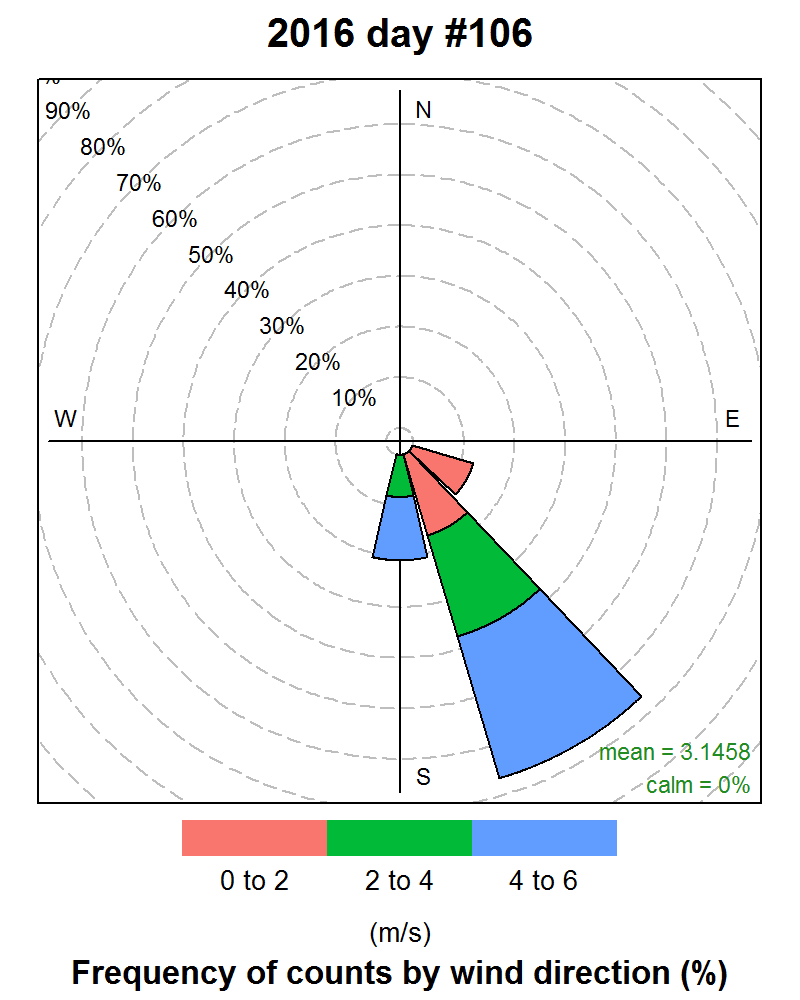 2016 day #106
%
90%
N
80%
70%
60%
50%
40%
30%
20%
10%
W
E
S
mean = 3.1458
calm = 0%
0 to 2
2 to 4
4 to 6
(m/s)
Frequency of counts by wind direction (%)